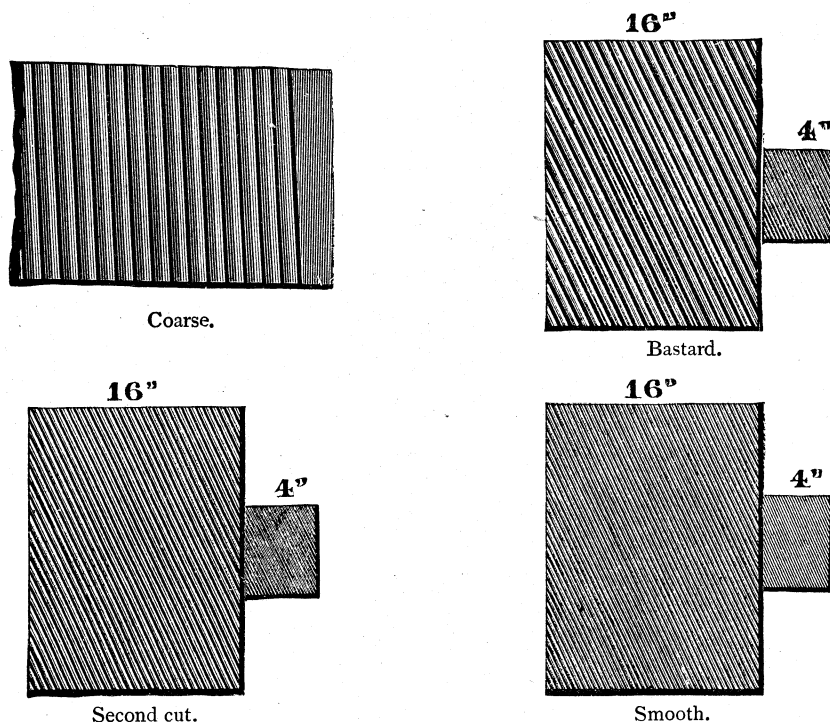 16"
4"
Coarse.
Bastard.
16"
4"
Second cut.
16"
4"
Smooth.